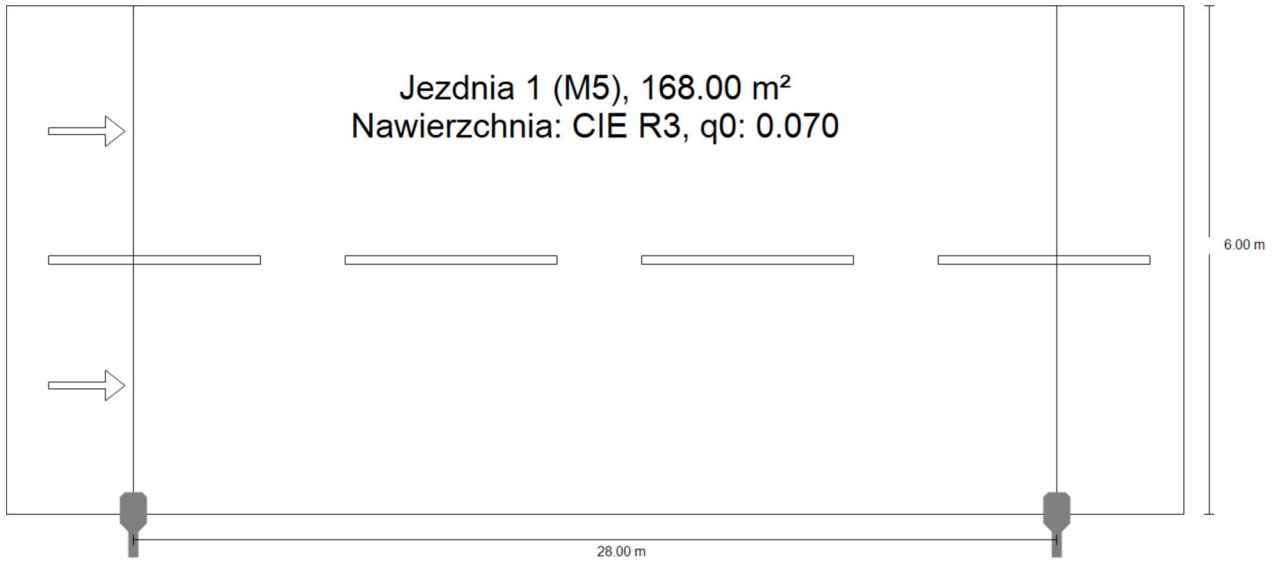 Jezdnia 1 (M5), 168.00 m²
Nawierzchnia: CIE R3, q0: 0.070
6.00 m
28.00 m